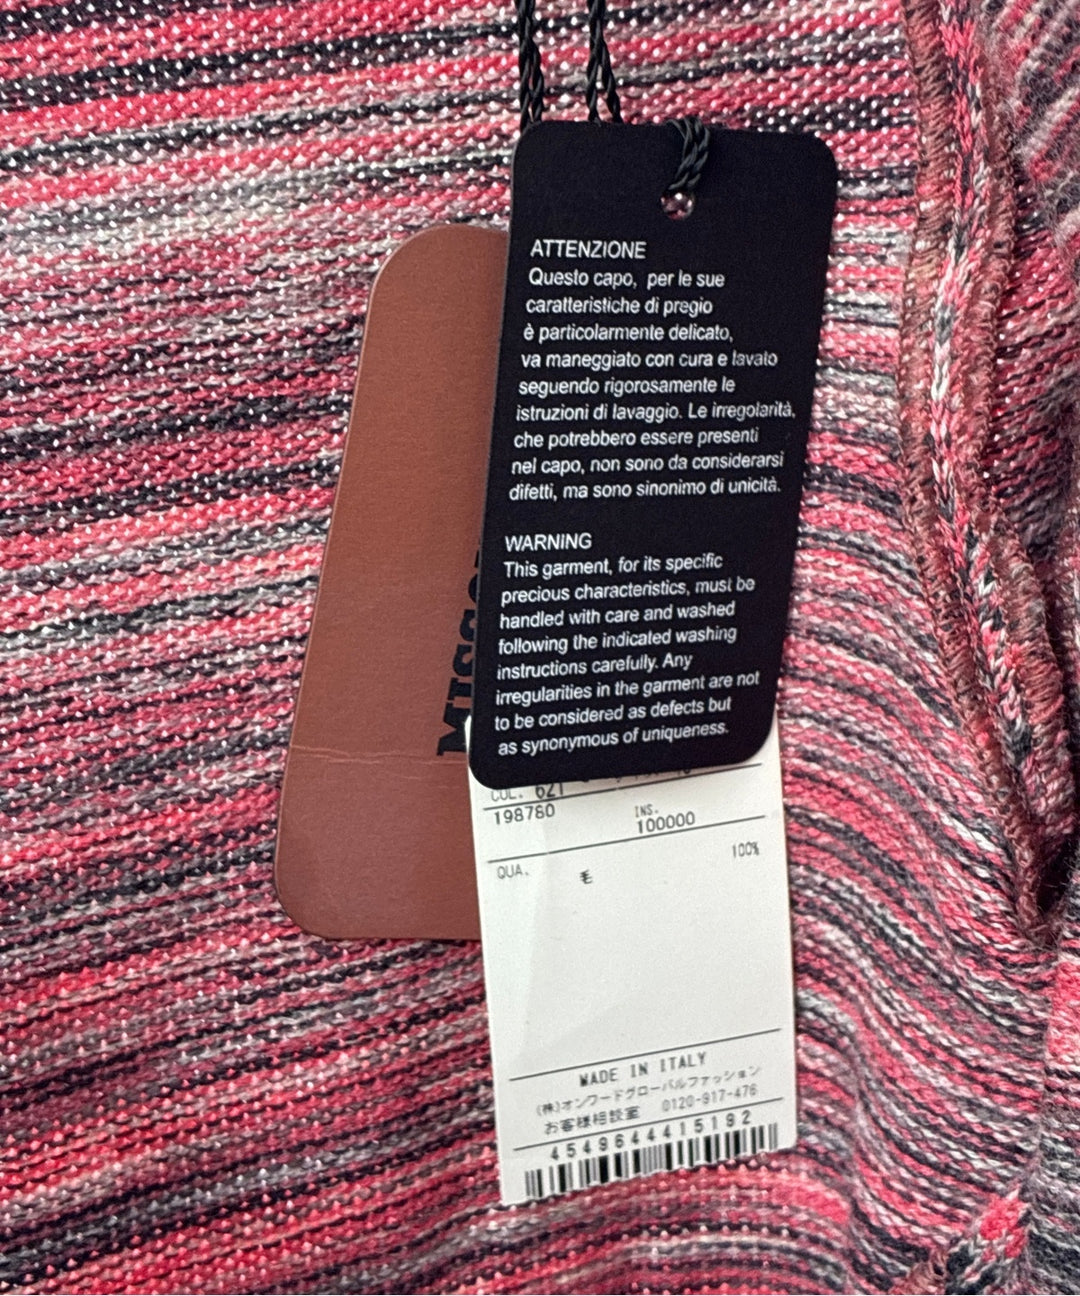 ATTENZIONE
Questo capo, per le sue
caratteristiche di pregio
è particolarmente delicato,
va maneggiato con cura e lavato
seguendo rigorosamente le
istruzioni di lavaggio. Le irregolarità,
che potrebbero essere presenti
nel capo, non sono da considerarsi
difetti, ma sono sinonimo di unicità.
WARNING
This garment, for its specific
precious characteristics, must be
handled with care and washed
following the indicated washing
instructions carefully. Any
irregularities in the garment are not
to be considered as defects but
as synonymous of uniqueness.
COL. 621
198780 INS. 100000
QUA. 毛 100%
MADE IN ITALY
(株)オンワードグローバルファッション
お客様相談室 0120-917-476
4549644415192